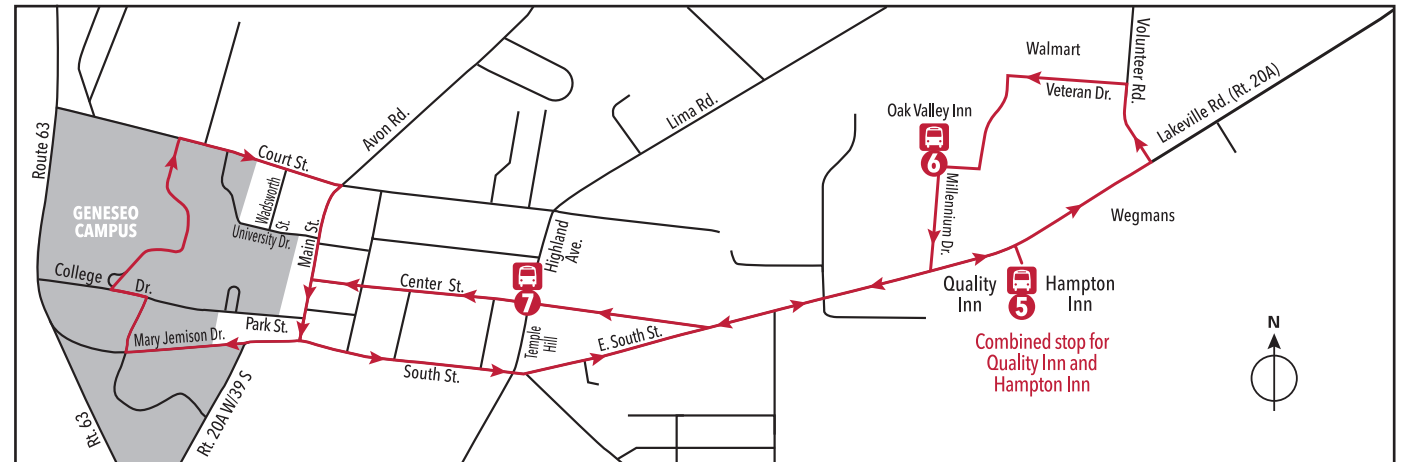 Route 63
GENESEO
CAMPUS
College
Dr.
Mary Jemison Dr.
Rt. 63
Rt. 20A W/39 S
Court St.
Wadsworth
St.
University Dr.
Main St.
Park St.
Avon Rd.
Center St.
South St.
Highland
Ave.
7
Temple
Hill
E. South St.
Lima Rd.
Oak Valley Inn
6
Millennium Dr.
Walmart
Veteran Dr.
Volunteer Rd.
Lakeville Rd. (Rt. 20A)
Wegmans
Quality
Inn
5
Hampton
Inn
Combined stop for
Quality Inn and
Hampton Inn
N